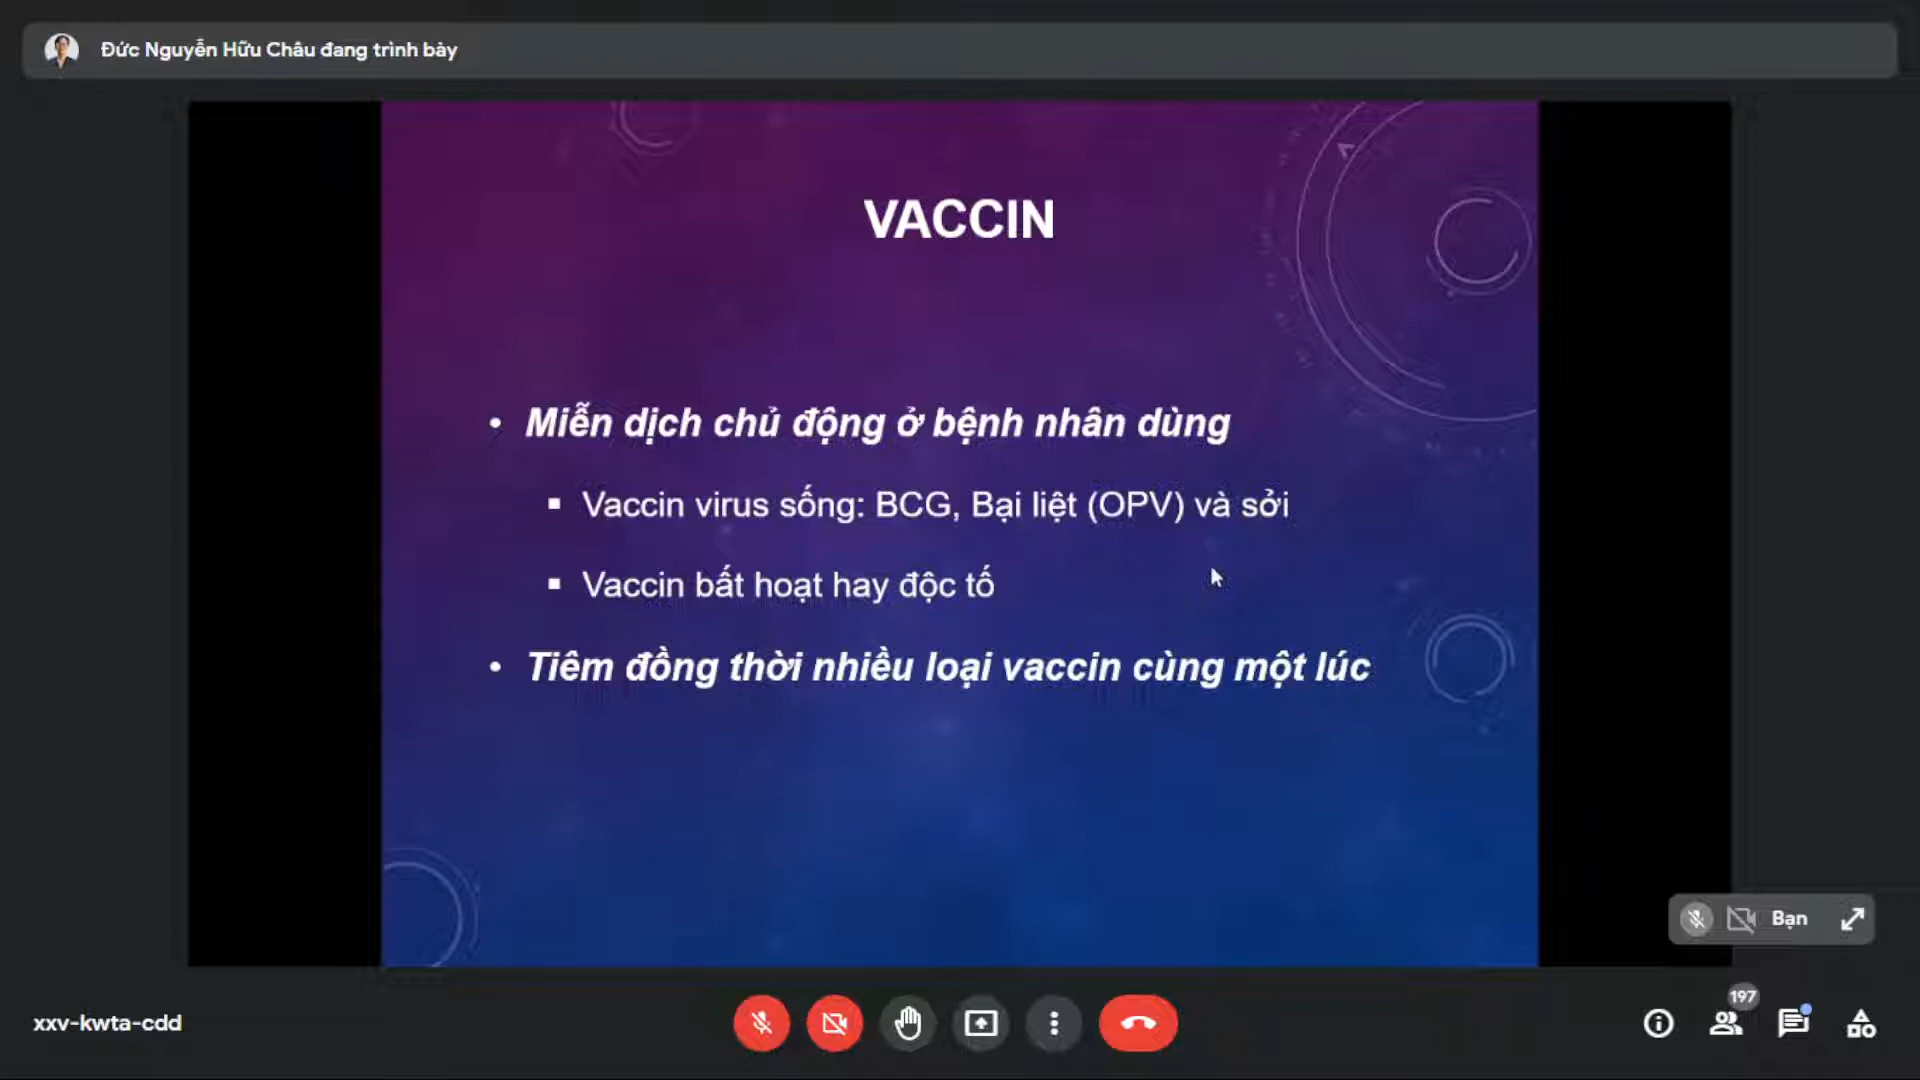 Đức Nguyễn Hữu Châu đang trình bày
VACCIN
• Miễn dịch chủ động ở bệnh nhân dùng
▪ Vaccin virus sống: BCG, Bại liệt (OPV) và sởi
▪ Vaccin bất hoạt hay độc tố
• Tiêm đồng thời nhiều loại vaccin cùng một lúc
Bạn
197
xxv-kwta-cdd